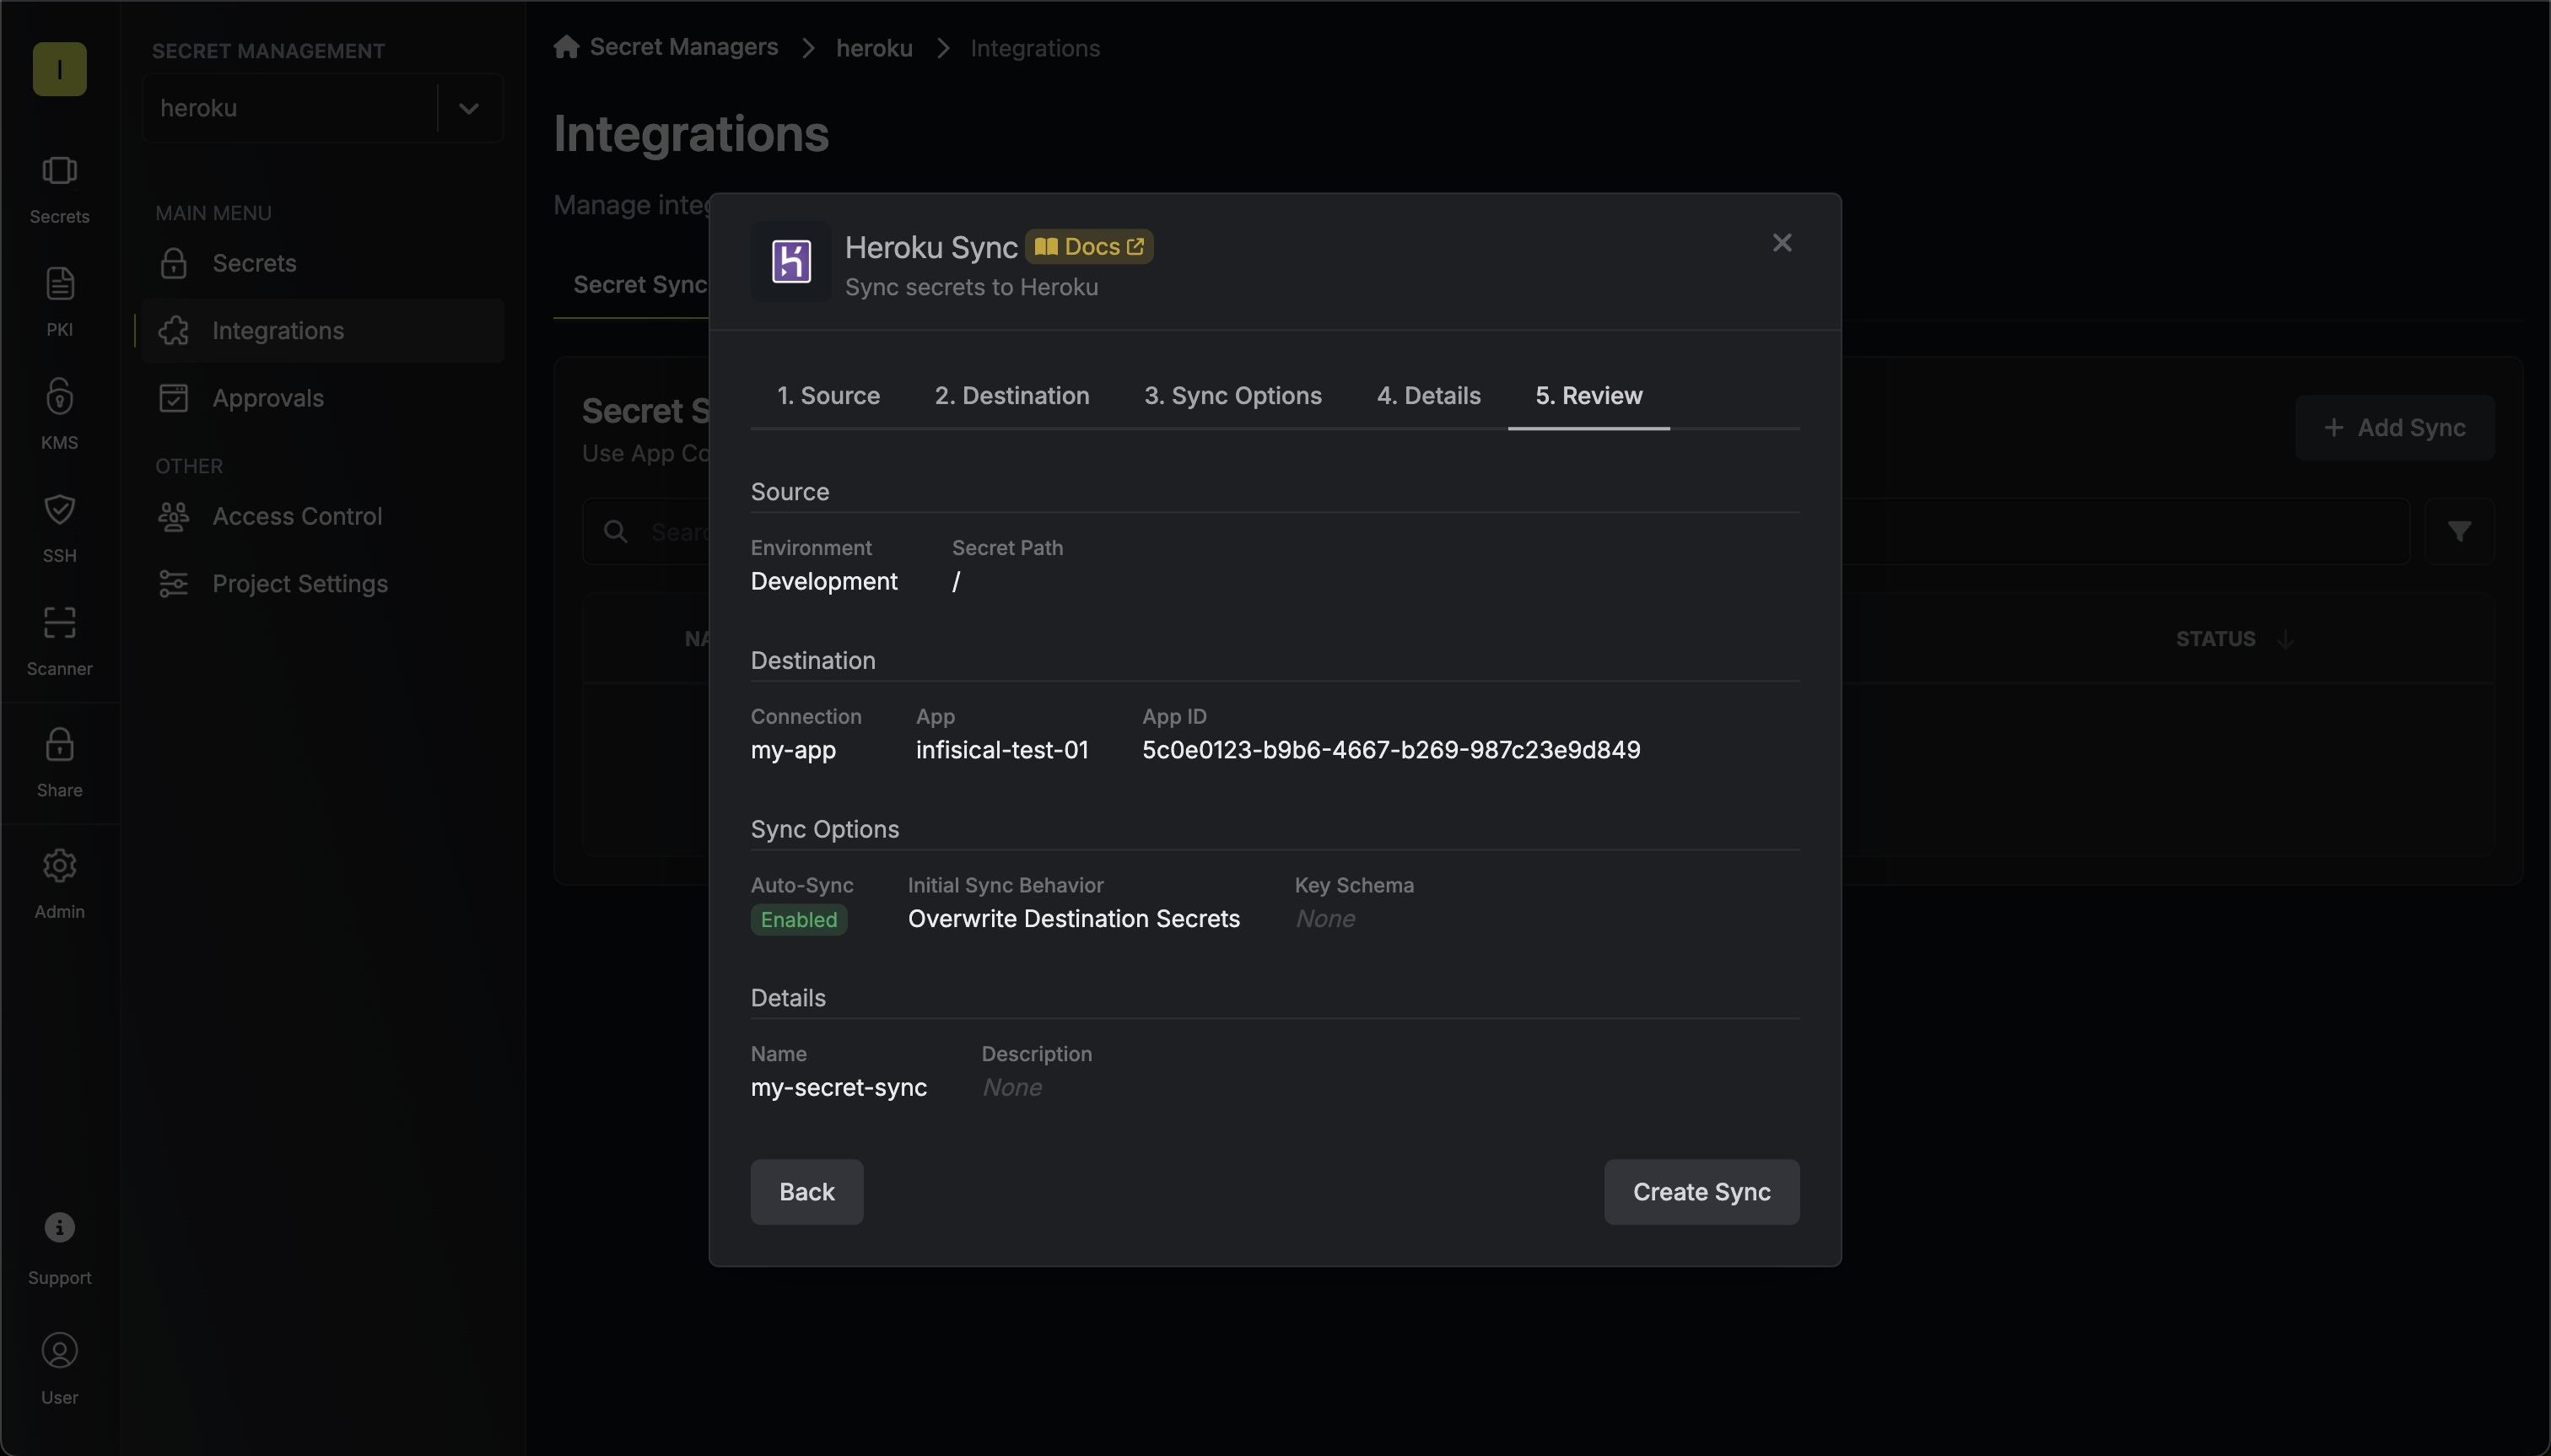 I
Secrets
PKI
KMS
SSH
Scanner
Share
Admin
Support
User
SECRET MANAGEMENT
heroku
MAIN MENU
Secrets
Integrations
Approvals
OTHER
Access Control
Project Settings
Secret Managers
heroku
Integrations
Integrations
Manage
Secret Sync
Secret
Use App
NA
+ Add Sync
STATUS
Heroku Sync
Docs
Sync secrets to Heroku
1. Source
2. Destination
3. Sync Options
4. Details
5. Review
Source
Environment
Secret Path
Development
/
Destination
Connection
App
App ID
my-app
infisical-test-01
5c0e0123-b9b6-4667-b269-987c23e9d849
Sync Options
Auto-Sync
Initial Sync Behavior
Key Schema
Enabled
Overwrite Destination Secrets
None
Details
Name
Description
my-secret-sync
None
Back
Create Sync